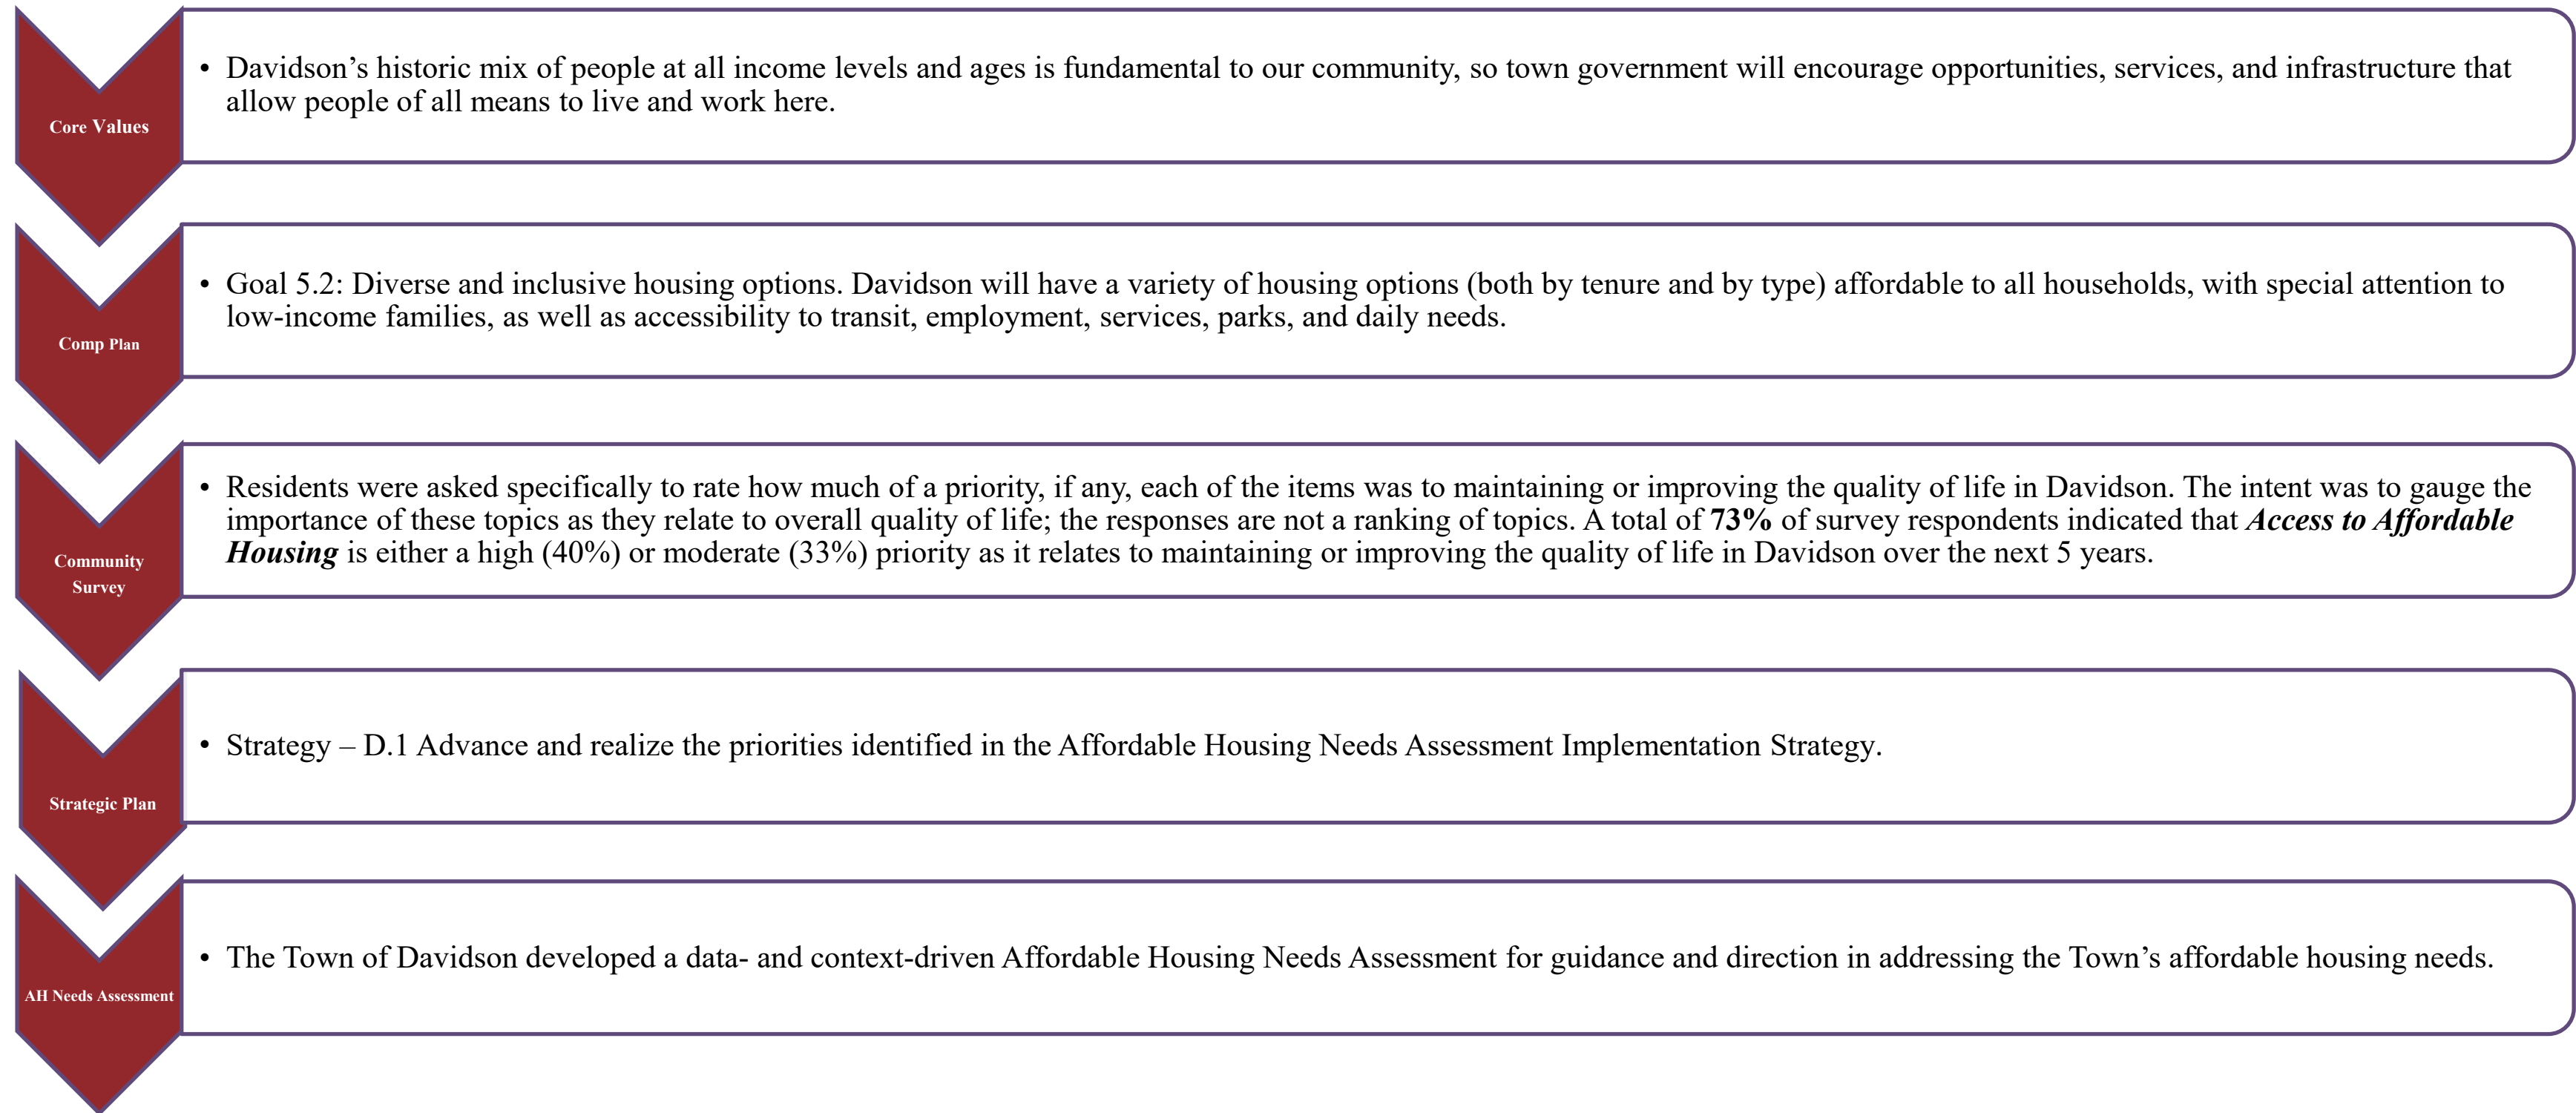 Core Values
• Davidson’s historic mix of people at all income levels and ages is fundamental to our community, so town government will encourage opportunities, services, and infrastructure that
allow people of all means to live and work here.
Comp Plan
• Goal 5.2: Diverse and inclusive housing options. Davidson will have a variety of housing options (both by tenure and by type) affordable to all households, with special attention to
low-income families, as well as accessibility to transit, employment, services, parks, and daily needs.
Community
Survey
• Residents were asked specifically to rate how much of a priority, if any, each of the items was to maintaining or improving the quality of life in Davidson. The intent was to gauge the
importance of these topics as they relate to overall quality of life; the responses are not a ranking of topics. A total of 73% of survey respondents indicated that Access to Affordable
Housing is either a high (40%) or moderate (33%) priority as it relates to maintaining or improving the quality of life in Davidson over the next 5 years.
Strategic Plan
• Strategy – D.1 Advance and realize the priorities identified in the Affordable Housing Needs Assessment Implementation Strategy.
AH Needs Assessment
• The Town of Davidson developed a data- and context-driven Affordable Housing Needs Assessment for guidance and direction in addressing the Town’s affordable housing needs.